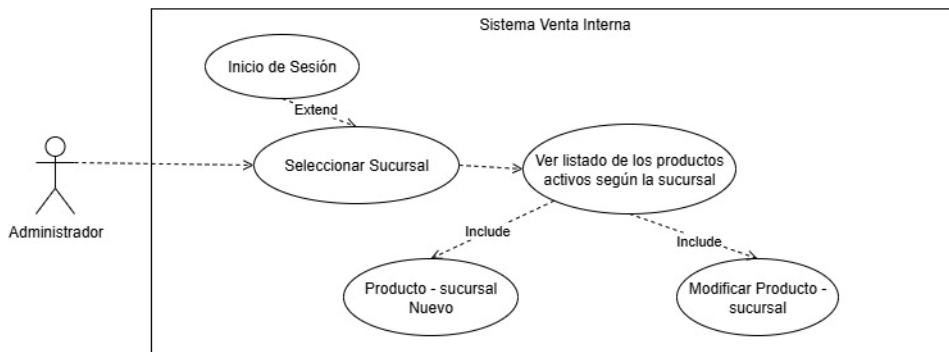 Sistema Venta Interna
Inicio de Sesión
Extend
Seleccionar Sucursal
Ver listado de los productos
activos según la sucursal
Administrador
Include
Include
Producto - sucursal
Nuevo
Modificar Producto -
sucursal